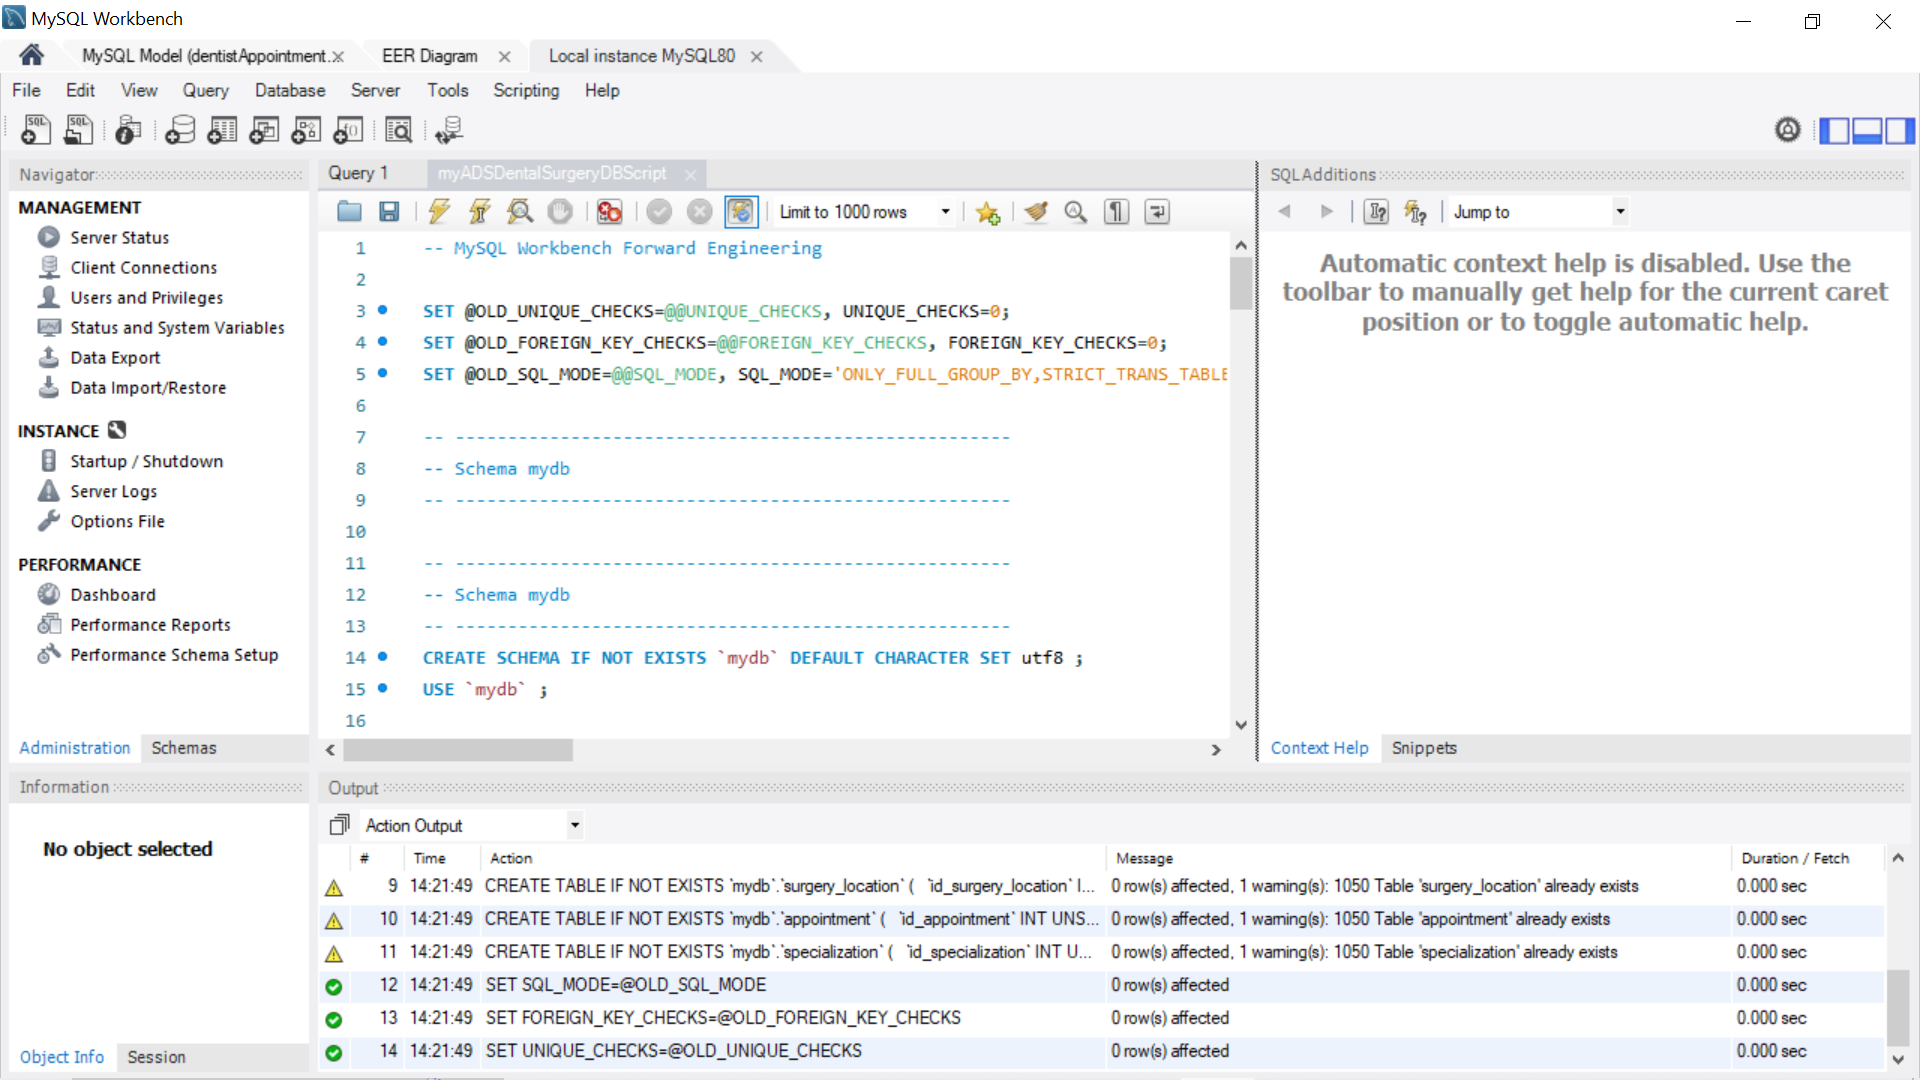 MySQL Workbench
MySQL Model (dentistAppointment.
EER Diagram
Local instance MySQL80
File Edit View Query Database Server Tools Scripting Help
Navigator
MANAGEMENT
Server Status
Client Connections
Users and Privileges
Status and System Variables
Data Export
Data Import/Restore
INSTANCE
Startup / Shutdown
Server Logs
Options File
PERFORMANCE
Dashboard
Performance Reports
Performance Schema Setup
Administration Schemas
Information
No object selected
Object Info Session
Query 1 myADSDentalSurgeryDBScript
Limit to 1000 rows
1 -- MySQL Workbench Forward Engineering
2
3 SET @OLD_UNIQUE_CHECKS=@@UNIQUE_CHECKS, UNIQUE_CHECKS=0;
4 SET @OLD_FOREIGN_KEY_CHECKS=@@FOREIGN_KEY_CHECKS, FOREIGN_KEY_CHECKS=0;
5 SET @OLD_SQL_MODE=@@SQL_MODE, SQL_MODE='ONLY_FULL_GROUP_BY,STRICT_TRANS_TABLE
6
7 -- -----------------------------------------------------
8 -- Schema mydb
9 -- -----------------------------------------------------
10
11 -- -----------------------------------------------------
12 -- Schema mydb
13 -- -----------------------------------------------------
14 CREATE SCHEMA IF NOT EXISTS `mydb` DEFAULT CHARACTER SET utf8 ;
15 USE `mydb` ;
16
SQLAdditions
Jump to
Automatic context help is disabled. Use the
toolbar to manually get help for the current caret
position or to toggle automatic help.
Context Help Snippets
Output
Action Output
# Time Action Message Duration / Fetch
9 14:21:49 CREATE TABLE IF NOT EXISTS `mydb`.`surgery_location` ( `id_surgery_location` I... 0 row(s) affected, 1 warning(s): 1050 Table 'surgery_location' already exists 0.000 sec
10 14:21:49 CREATE TABLE IF NOT EXISTS `mydb`.`appointment` ( `id_appointment` INT UNS... 0 row(s) affected, 1 warning(s): 1050 Table 'appointment' already exists 0.000 sec
11 14:21:49 CREATE TABLE IF NOT EXISTS `mydb`.`specialization` ( `id_specialization` INT U... 0 row(s) affected, 1 warning(s): 1050 Table 'specialization' already exists 0.000 sec
12 14:21:49 SET SQL_MODE=@OLD_SQL_MODE 0 row(s) affected 0.000 sec
13 14:21:49 SET FOREIGN_KEY_CHECKS=@OLD_FOREIGN_KEY_CHECKS 0 row(s) affected 0.000 sec
14 14:21:49 SET UNIQUE_CHECKS=@OLD_UNIQUE_CHECKS 0 row(s) affected 0.000 sec